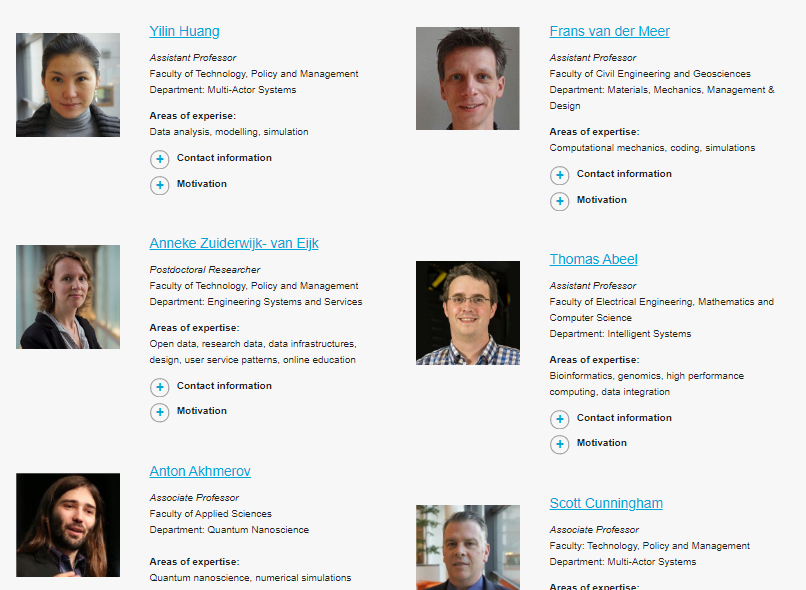 Yilin Huang
Assistant Professor
Faculty of Technology, Policy and Management
Department: Multi-Actor Systems
Areas of experise:
Data analysis, modelling, simulation
Contact information
Motivation
Frans van der Meer
Assistant Professor
Faculty of Civil Engineering and Geosciences
Department: Materials, Mechanics, Management &
Design
Areas of expertise:
Computational mechanics, coding, simulations
Contact information
Motivation
Anneke Zuiderwijk- van Eijk
Postdoctoral Researcher
Faculty of Technology, Policy and Management
Department: Engineering Systems and Services
Areas of expertise:
Open data, research data, data infrastructures,
design, user service patterns, online education
Contact information
Motivation
Thomas Abeel
Assistant Professor
Faculty of Electrical Engineering, Mathematics and
Computer Science
Department: Intelligent Systems
Areas of expertise:
Bioinformatics, genomics, high performance
computing, data integration
Contact information
Motivation
Anton Akhmerov
Associate Professor
Faculty of Applied Sciences
Department: Quantum Nanoscience
Areas of expertise:
Quantum nanoscience, numerical simulations
Scott Cunningham
Associate Professor
Faculty: Technology, Policy and Management
Department: Multi-Actor Systems
Areas of expertise: